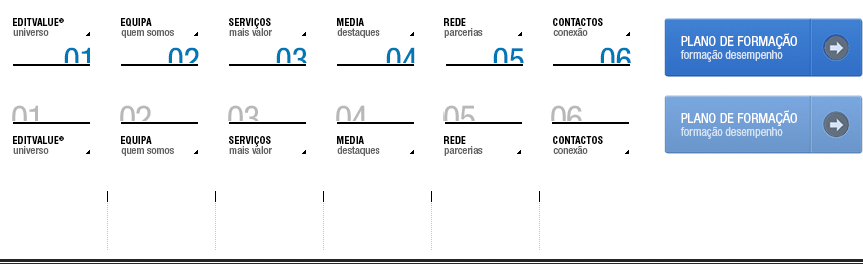 EDITVALUE® EQUIPA SERVIÇOS MEDIA REDE CONTACTOS
universo quem somos mais valor destaques parcerias conexão
01 02 03 04 05 06
PLANO DE FORMAÇÃO
formação desempenho
01 02 03 04 05 06
EDITVALUE® EQUIPA SERVIÇOS MEDIA REDE CONTACTOS
universo quem somos mais valor destaques parcerias conexão
PLANO DE FORMAÇÃO
formação desempenho